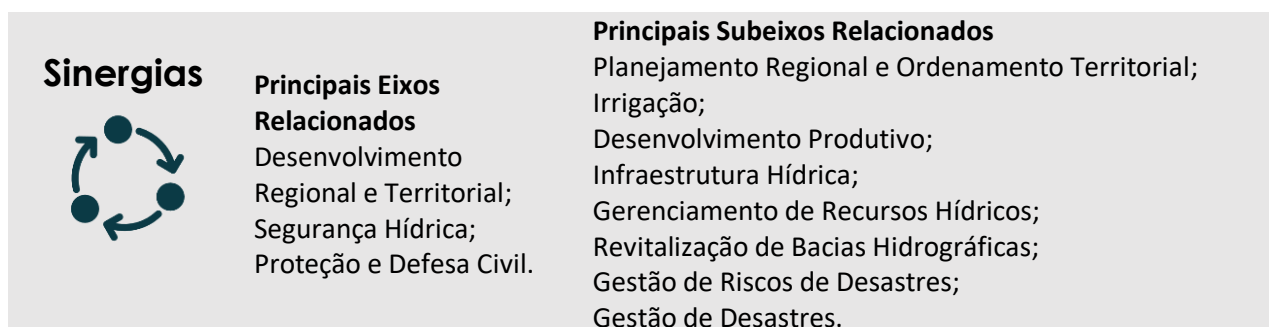 Sinergias
Principais Eixos
Relacionados
Desenvolvimento
Regional e Territorial;
Segurança Hídrica;
Proteção e Defesa Civil.
Principais Subeixos Relacionados
Planejamento Regional e Ordenamento Territorial;
Irrigação;
Desenvolvimento Produtivo;
Infraestrutura Hídrica;
Gerenciamento de Recursos Hídricos;
Revitalização de Bacias Hidrográficas;
Gestão de Riscos de Desastres;
Gestão de Desastres.